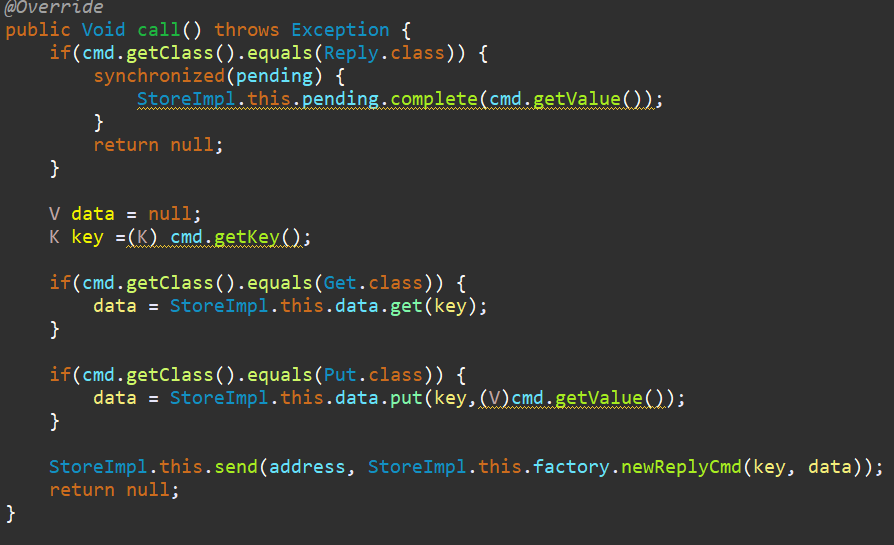 @Override
public Void call() throws Exception {
if(cmd.getClass().equals(Reply.class)) {
synchronized(pending) {
StoreImpl.this.pending.complete(cmd.getValue());
}
return null;
}
V data = null;
K key =(K) cmd.getKey();
if(cmd.getClass().equals(Get.class)) {
data = StoreImpl.this.data.get(key);
}
if(cmd.getClass().equals(Put.class)) {
data = StoreImpl.this.data.put(key,(V)cmd.getValue());
}
StoreImpl.this.send(address, StoreImpl.this.factory.newReplyCmd(key, data));
return null;
}